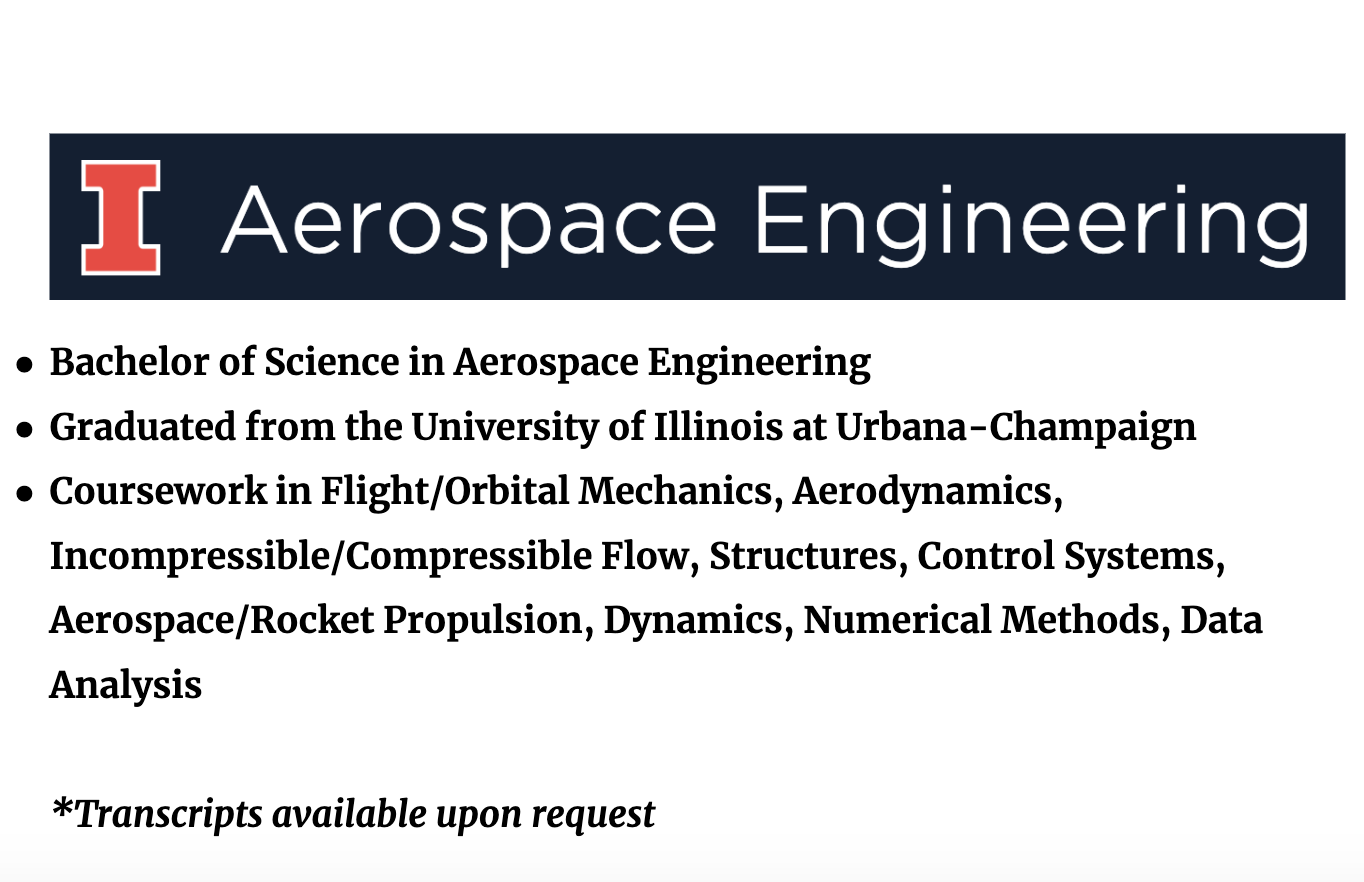 I Aerospace Engineering
• Bachelor of Science in Aerospace Engineering
• Graduated from the University of Illinois at Urbana-Champaign
• Coursework in Flight/Orbital Mechanics, Aerodynamics,
Incompressible/Compressible Flow, Structures, Control Systems,
Aerospace/Rocket Propulsion, Dynamics, Numerical Methods, Data
Analysis
*Transcripts available upon request